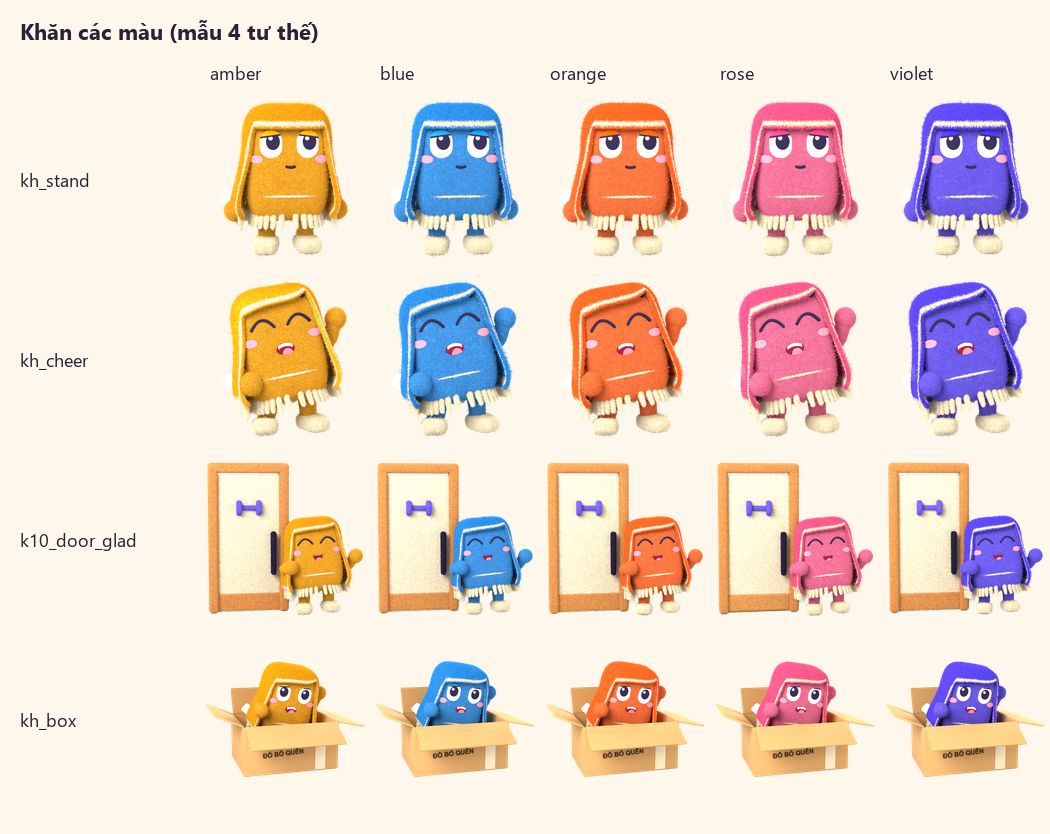 Khăn các màu (mẫu 4 tư thế)
amber blue orange rose violet
kh_stand
kh_cheer
k10_door_glad
kh_box
ĐỒ BỎ QUÊN ĐỒ BỎ QUÊN ĐỒ BỎ QUÊN ĐỒ BỎ QUÊN ĐỒ BỎ QUÊN